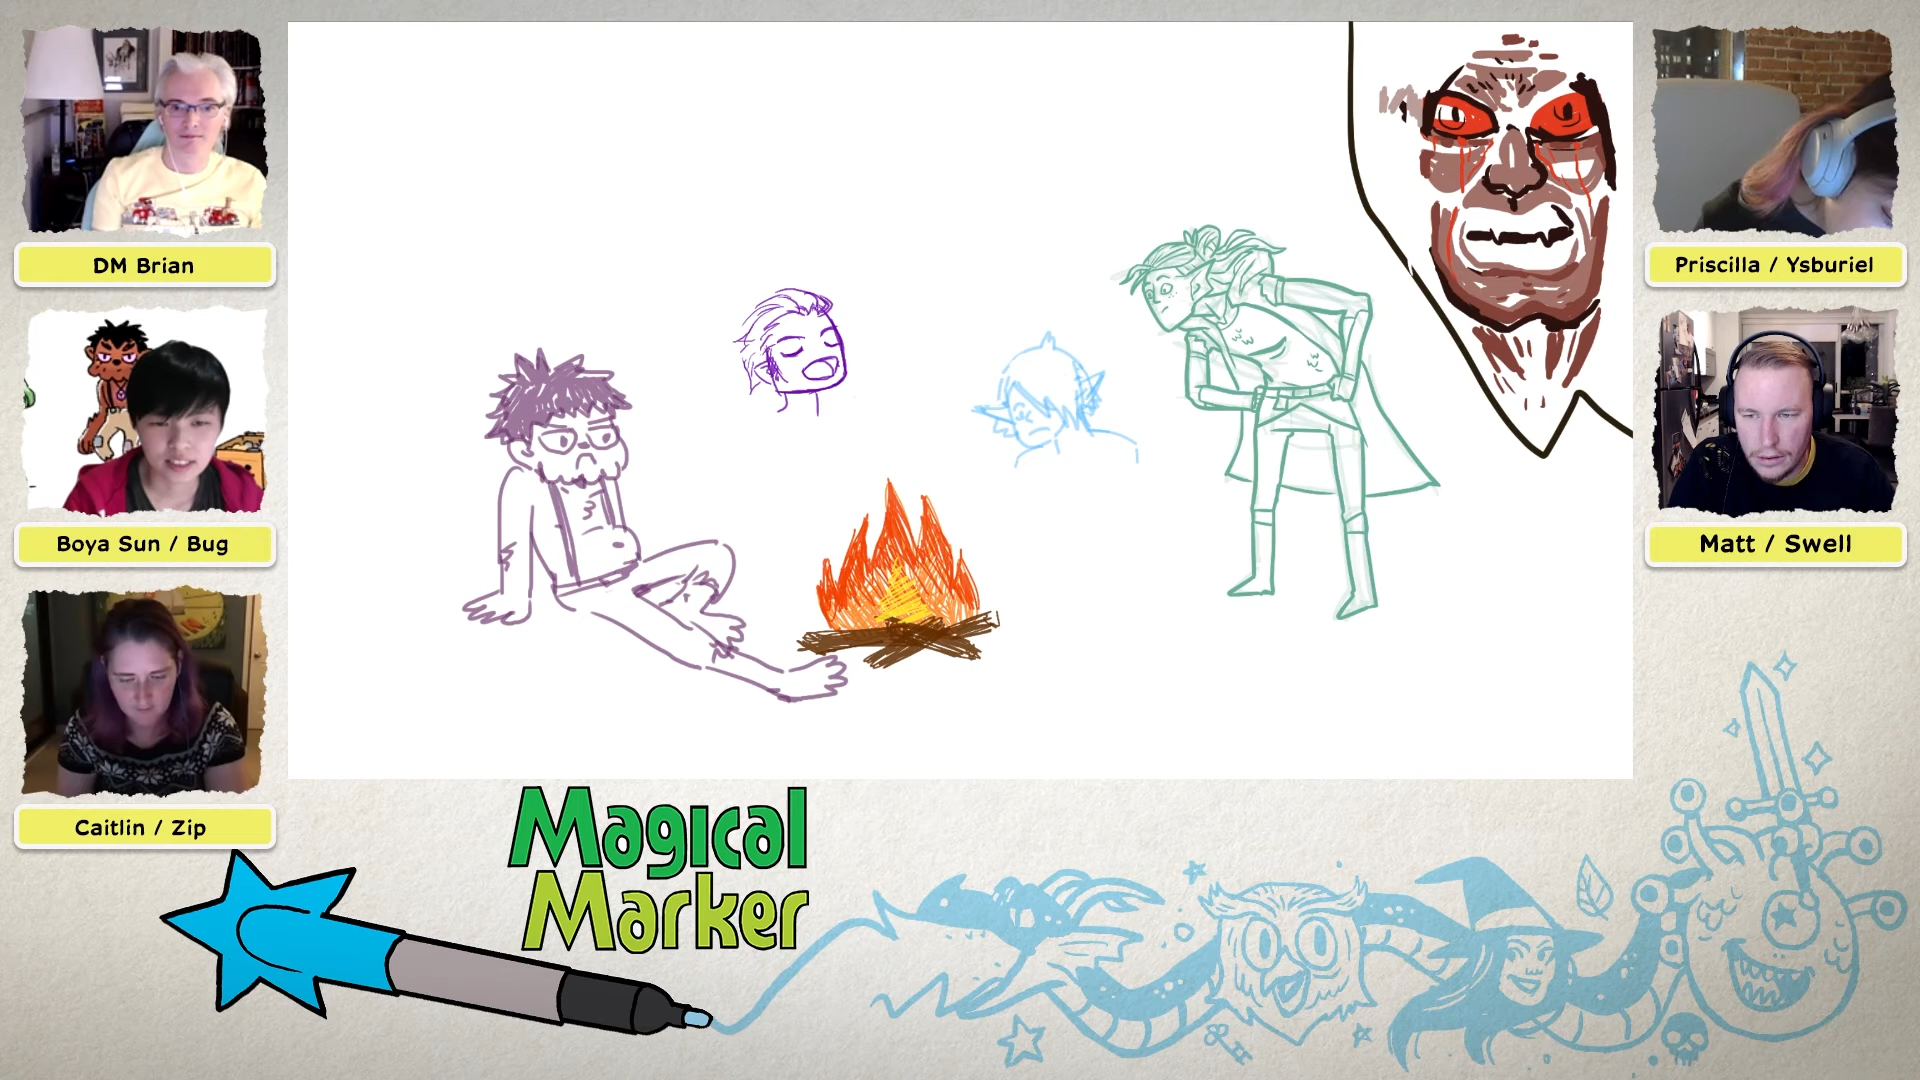 DM Brian
Priscilla / Ysburiel
Boya Sun / Bug
Matt / Swell
Caitlin / Zip
Magical
Marker